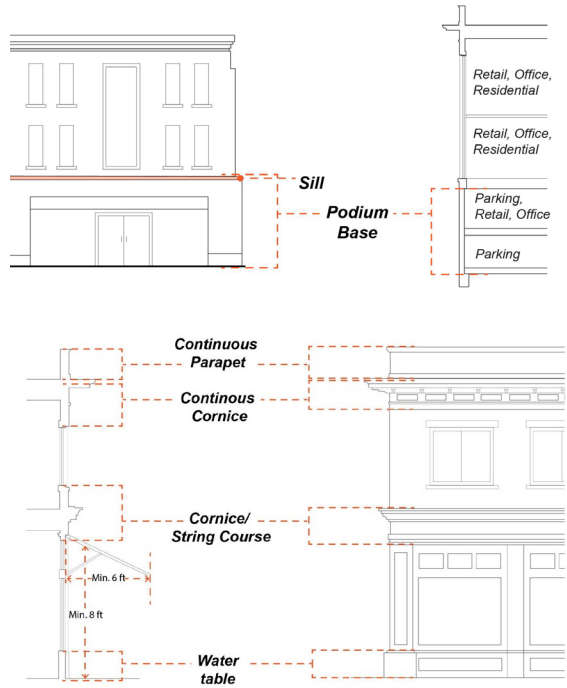 Retail, Office,
Residential
Retail, Office,
Residential
Sill
Podium
Base
Parking,
Retail, Office
Parking
Continuous
Parapet
Continous
Cornice
Cornice/
String Course
Min. 6 ft
Min. 8 ft
Water
table